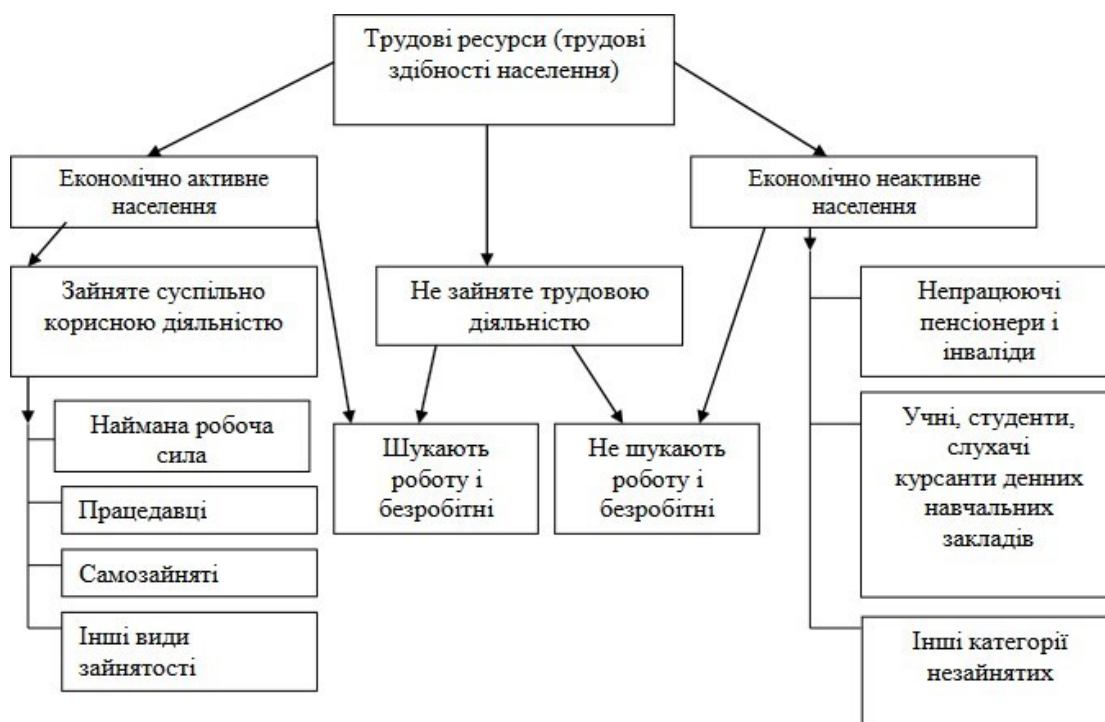 Трудові ресурси (трудові
здібності населення)
Економічно активне
населення
Економічно неактивне
населення
Зайняте суспільно
корисною діяльністю
Не зайняте трудовою
діяльністю
Непрацюючі
пенсіонери і
інваліди
Наймана робоча
сила
Шукають
роботу і
безробітні
Не шукають
роботу і
безробітні
Учні, студенти,
слухачі
курсанти денних
навчальних
закладів
Працедавці
Самозайняті
Інші види
зайнятості
Інші категорії
незайнятих